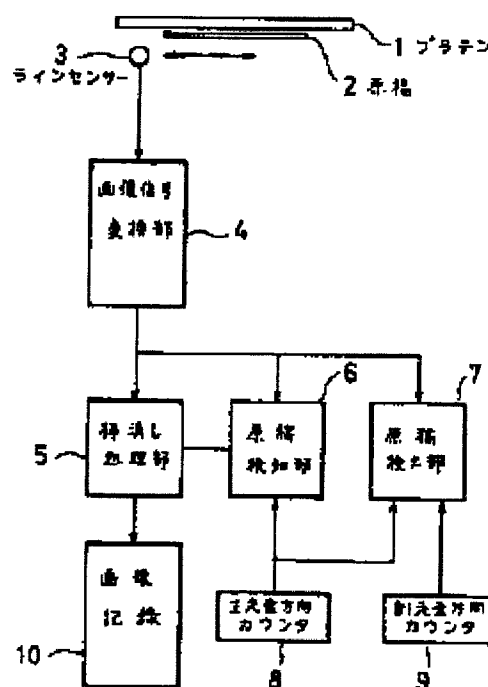 1 プラテン
3
2 原稿
ラインセンサー
画像信号
変換部
4
6
7
枠消し
処理部
5
原稿
検知部
原稿
検出部
画像
記録
10
主走査方向
カウンタ
8
副走査方向
カウンタ
9